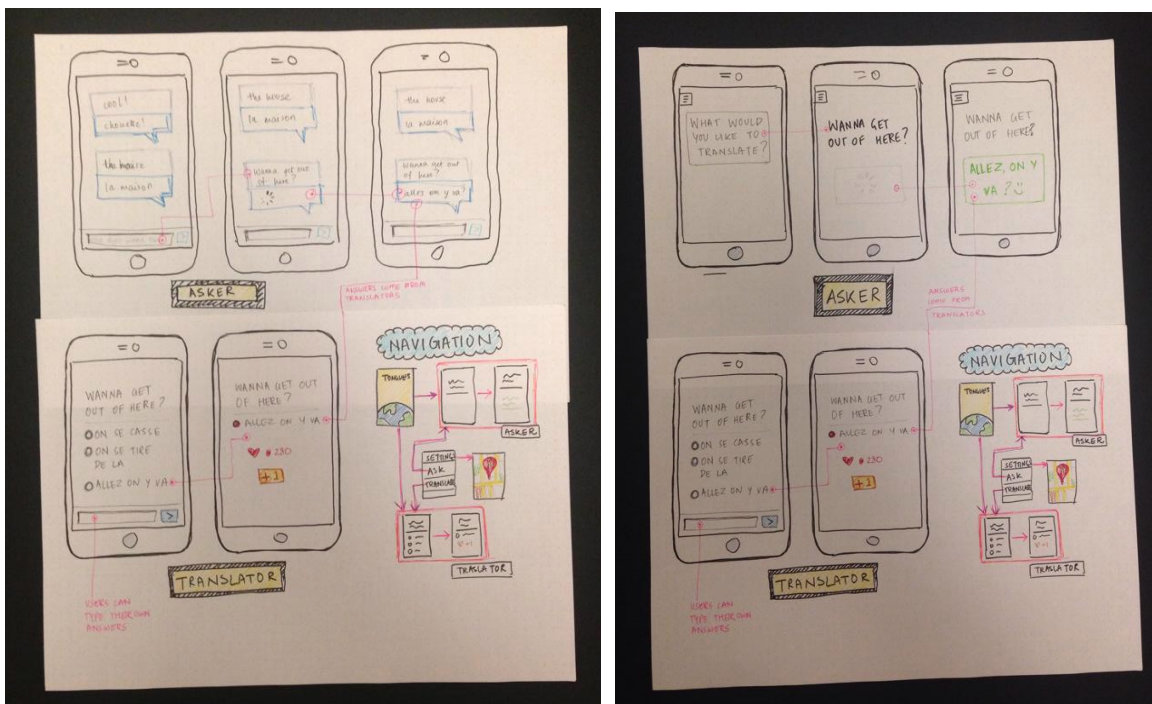 cool!
chouette!
the house
la maison
the house
la maison
Wanna get out
of here?
the horse
la maison
Wanna get out
of here?
allez on y va?
ASKER
ANSWERS COME FROM
TRANSLATORS
WANNA GET
OUT OF HERE?
ON SE CASSE
ON SE TIRE
DE LA
ALLEZ ON Y VA
>
USERS CAN
TYPE THEIR OWN
ANSWERS
WANNA GET OUT
OF HERE?
ALLEZ ON Y VA
230
+1
TRANSLATOR
NAVIGATION
TONGUES
ASKER
SETTINGS
ASK
TRANSLATE
TRASLATOR
WHAT WOULD
YOU LIKE TO
TRANSLATE?
WANNA GET
OUT OF HERE?
WANNA GET
OUT OF HERE?
ALLEZ, ON Y
VA?
ASKER
ANSWERS
COME FROM
TRANSLATORS
WANNA GET
OUT OF HERE?
ON SE CASSE
ON SE TIRE
DE LA
ALLEZ ON Y VA
>
USERS CAN
TYPE THEIR OWN
ANSWERS
WANNA GET OUT
OF HERE?
ALLEZ ON Y VA
230
+1
TRANSLATOR
NAVIGATION
TONGUES
ASKER
SETINGS
ASK
TRANSLATE
TRASLATOR